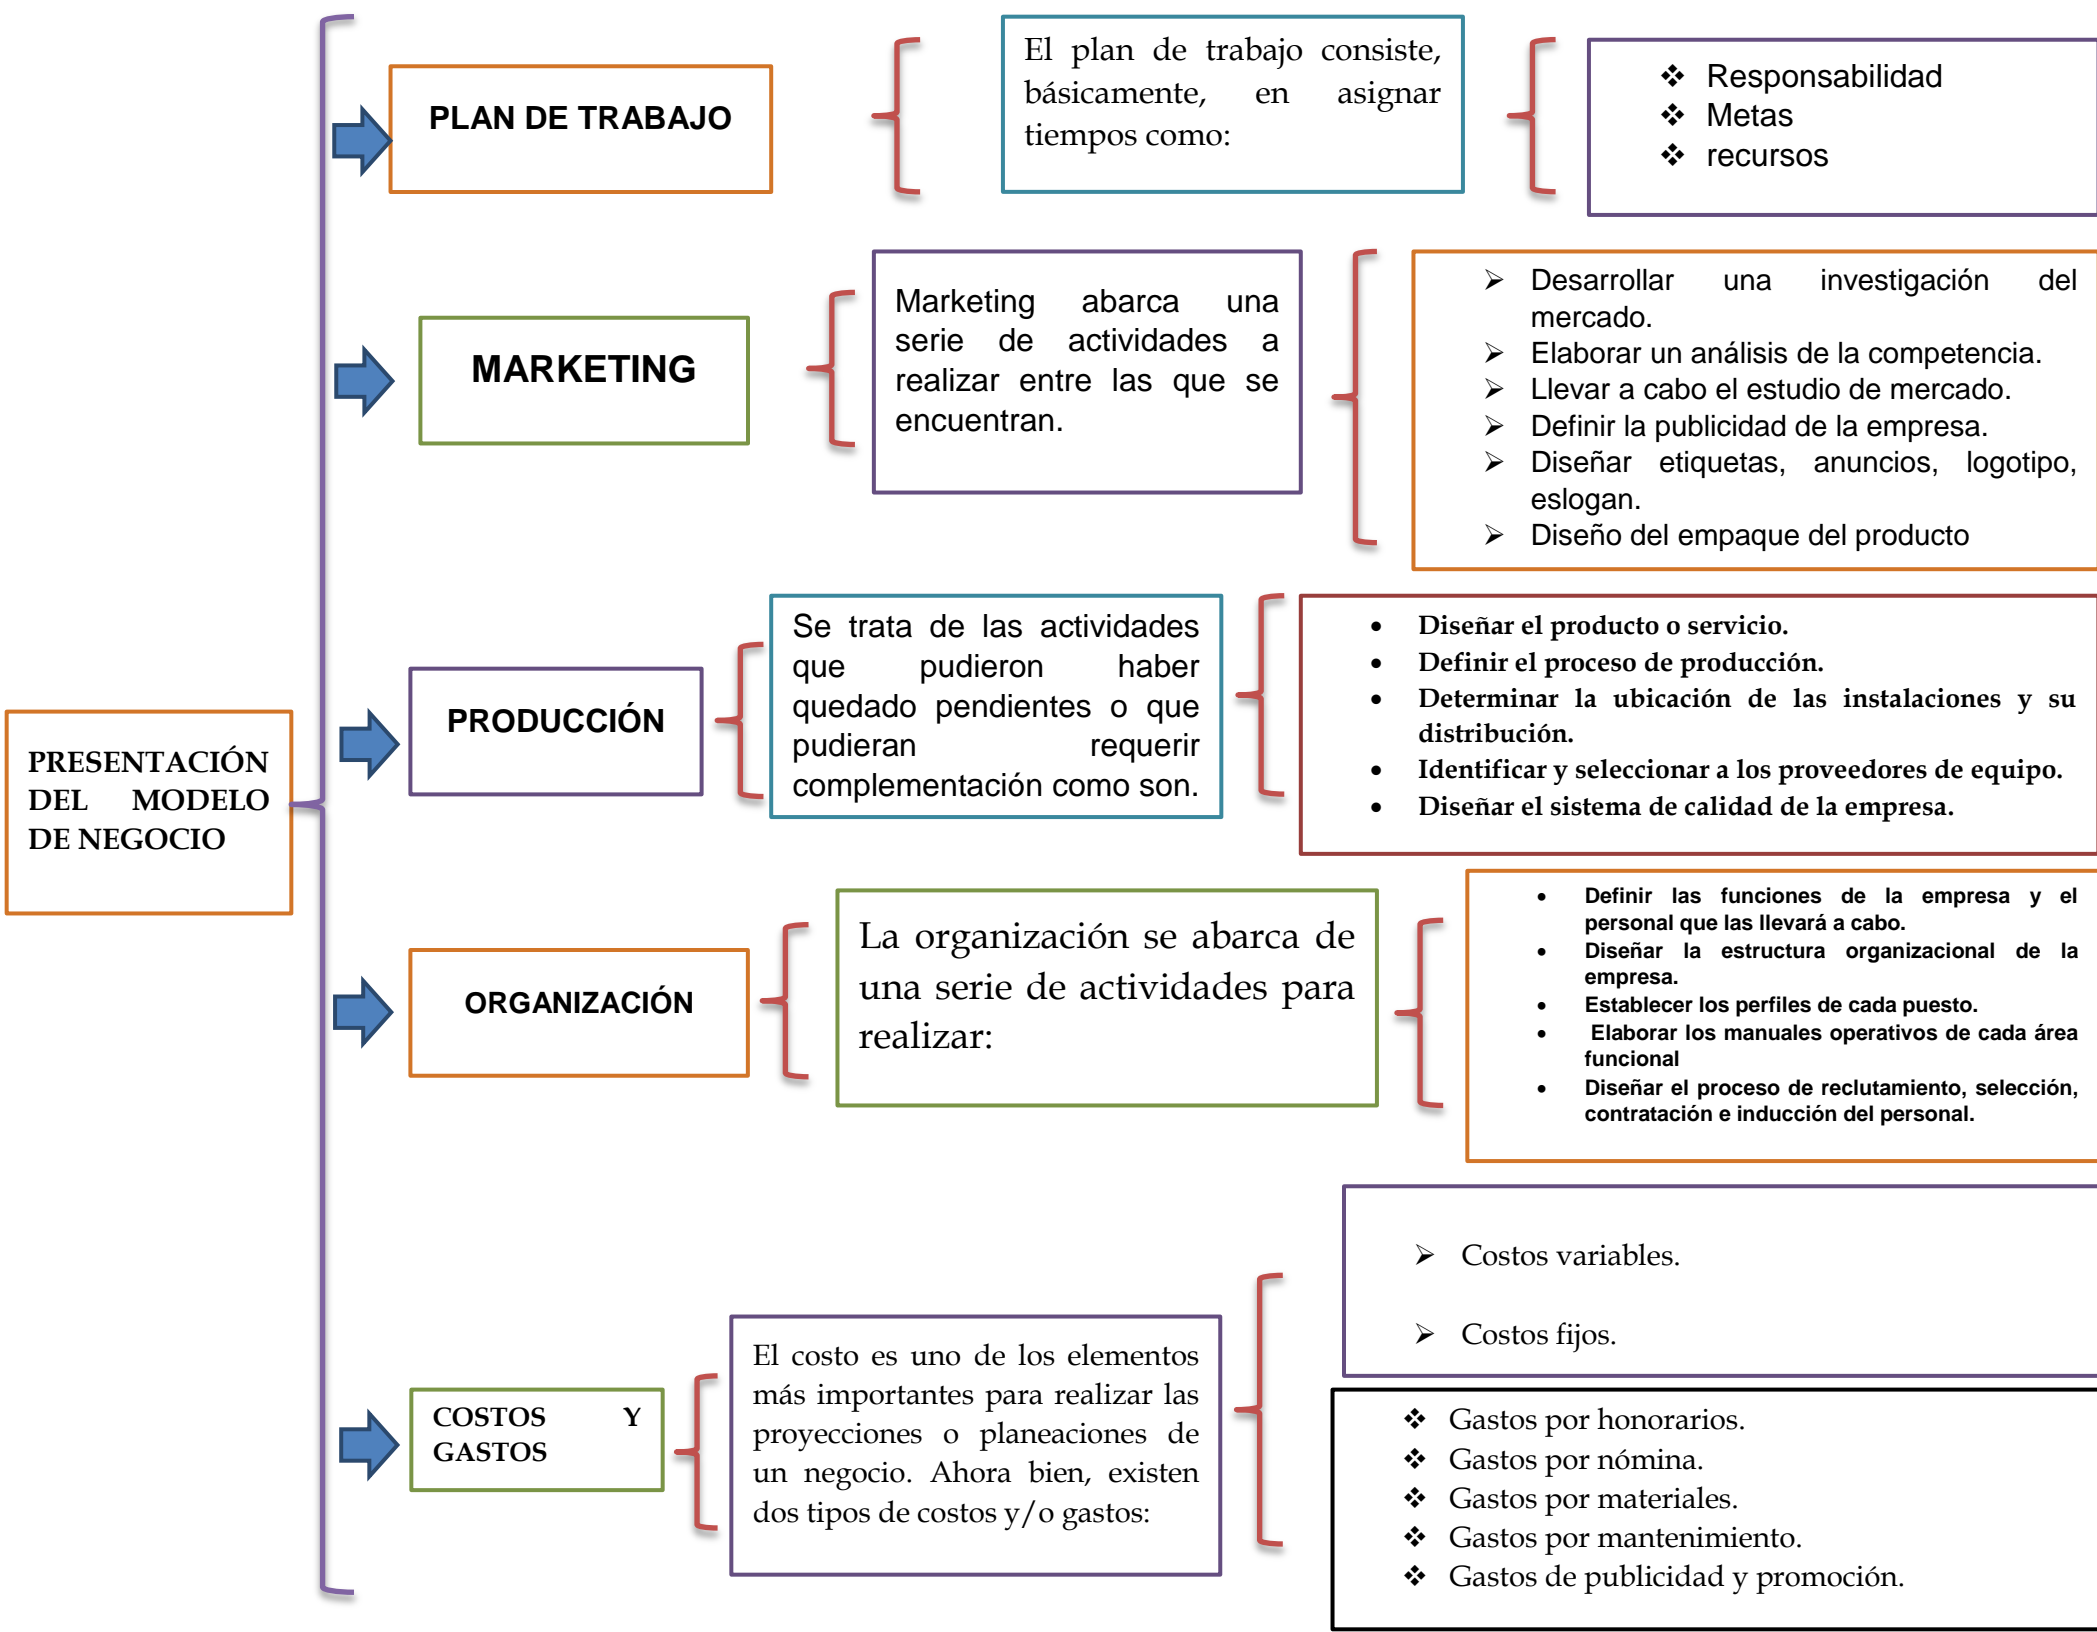 PLAN DE TRABAJO
El plan de trabajo consiste,
básicamente, en asignar
tiempos como:
❖ Responsabilidad
❖ Metas
❖ recursos
MARKETING
Marketing abarca una
serie de actividades a
realizar entre las que se
encuentran.
➢ Desarrollar una investigación del
mercado.
➢ Elaborar un análisis de la competencia.
➢ Llevar a cabo el estudio de mercado.
➢ Definir la publicidad de la empresa.
➢ Diseñar etiquetas, anuncios, logotipo,
eslogan.
➢ Diseño del empaque del producto
PRESENTACIÓN
DEL MODELO
DE NEGOCIO
PRODUCCIÓN
Se trata de las actividades
que pudieron haber
quedado pendientes o que
pudieran requerir
complementación como son.
• Diseñar el producto o servicio.
• Definir el proceso de producción.
• Determinar la ubicación de las instalaciones y su
distribución.
• Identificar y seleccionar a los proveedores de equipo.
• Diseñar el sistema de calidad de la empresa.
ORGANIZACIÓN
La organización se abarca de
una serie de actividades para
realizar:
• Definir las funciones de la empresa y el
personal que las llevará a cabo.
• Diseñar la estructura organizacional de la
empresa.
• Establecer los perfiles de cada puesto.
• Elaborar los manuales operativos de cada área
funcional
• Diseñar el proceso de reclutamiento, selección,
contratación e inducción del personal.
COSTOS Y
GASTOS
El costo es uno de los elementos
más importantes para realizar las
proyecciones o planeaciones de
un negocio. Ahora bien, existen
dos tipos de costos y/o gastos:
➢ Costos variables.
➢ Costos fijos.
❖ Gastos por honorarios.
❖ Gastos por nómina.
❖ Gastos por materiales.
❖ Gastos por mantenimiento.
❖ Gastos de publicidad y promoción.